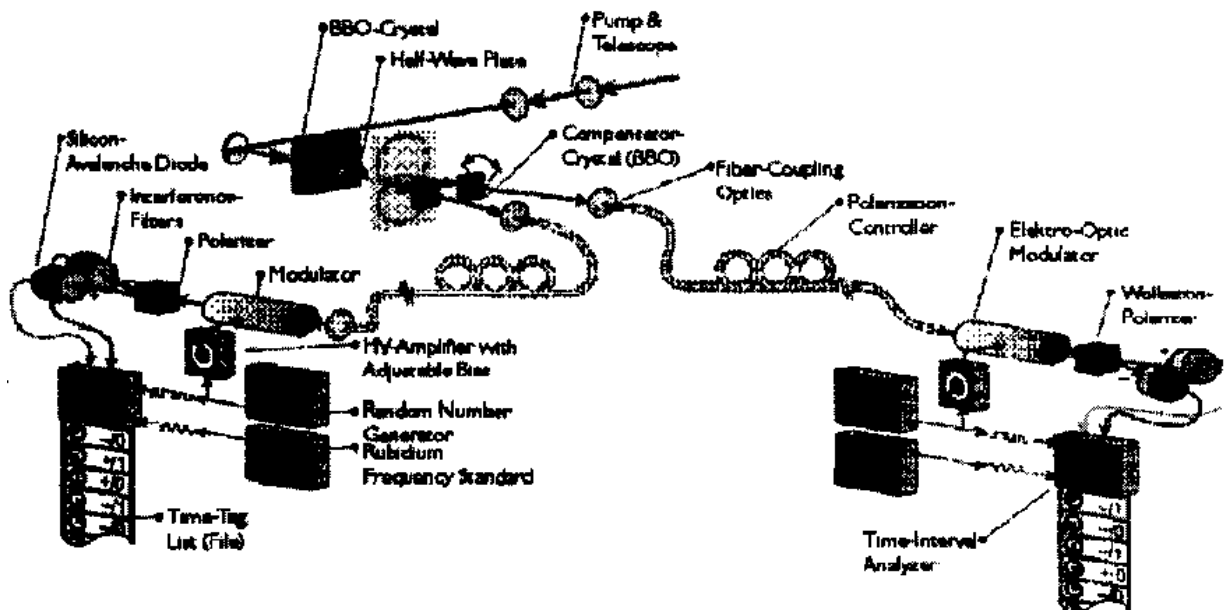 BBO-Crystal
Pump &
Telescope
Half-Wave Plate
Silicon-
Avalanche Diode
Compensator-
Crystal (BBO)
Fiber-Coupling
Optics
Interference-
Filters
Polarization-
Controller
Polarizer
Elektro-Optic
Modulator
Modulator
Wollaston-
Polarizer
HV-Amplifier with
Adjustable Bias
Random Number
Generator
Rubidium
Frequency Standard
Time-Tag
List (File)
Time-Interval
Analyzer